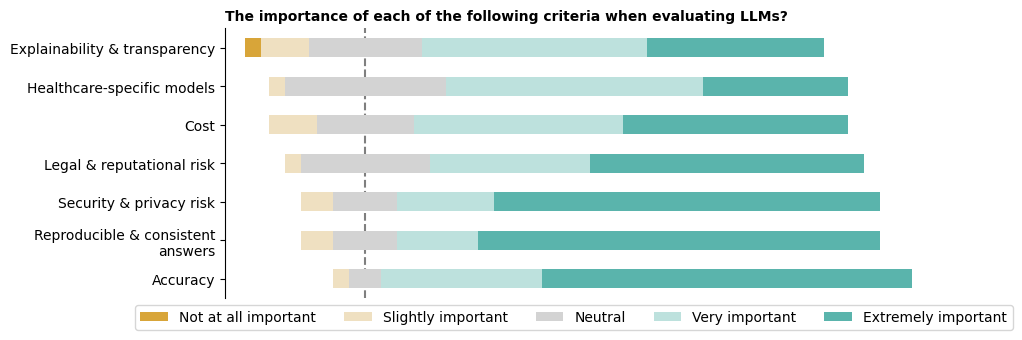 The importance of each of the following criteria when evaluating LLMs?
Explainability & transparency
Healthcare-specific models
Cost
Legal & reputational risk
Security & privacy risk
Reproducible & consistent
answers
Accuracy
Not at all important
Slightly important
Neutral
Very important
Extremely important